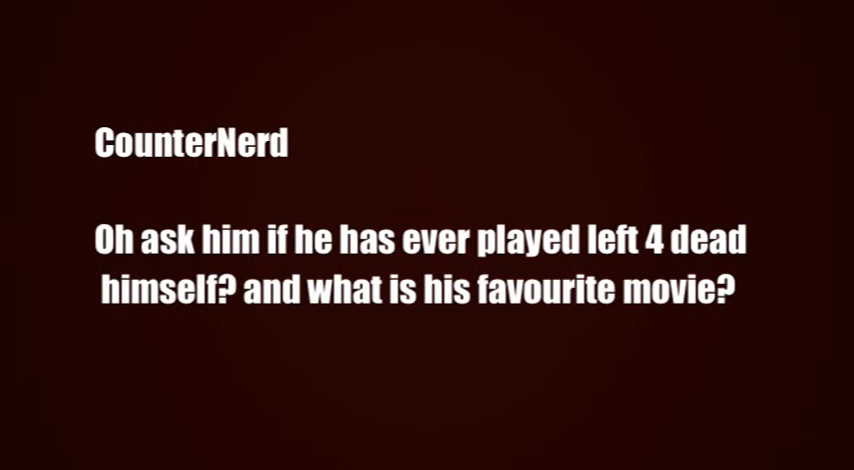 CounterNerd
Oh ask him if he has ever played left 4 dead
himself? and what is his favourite movie?